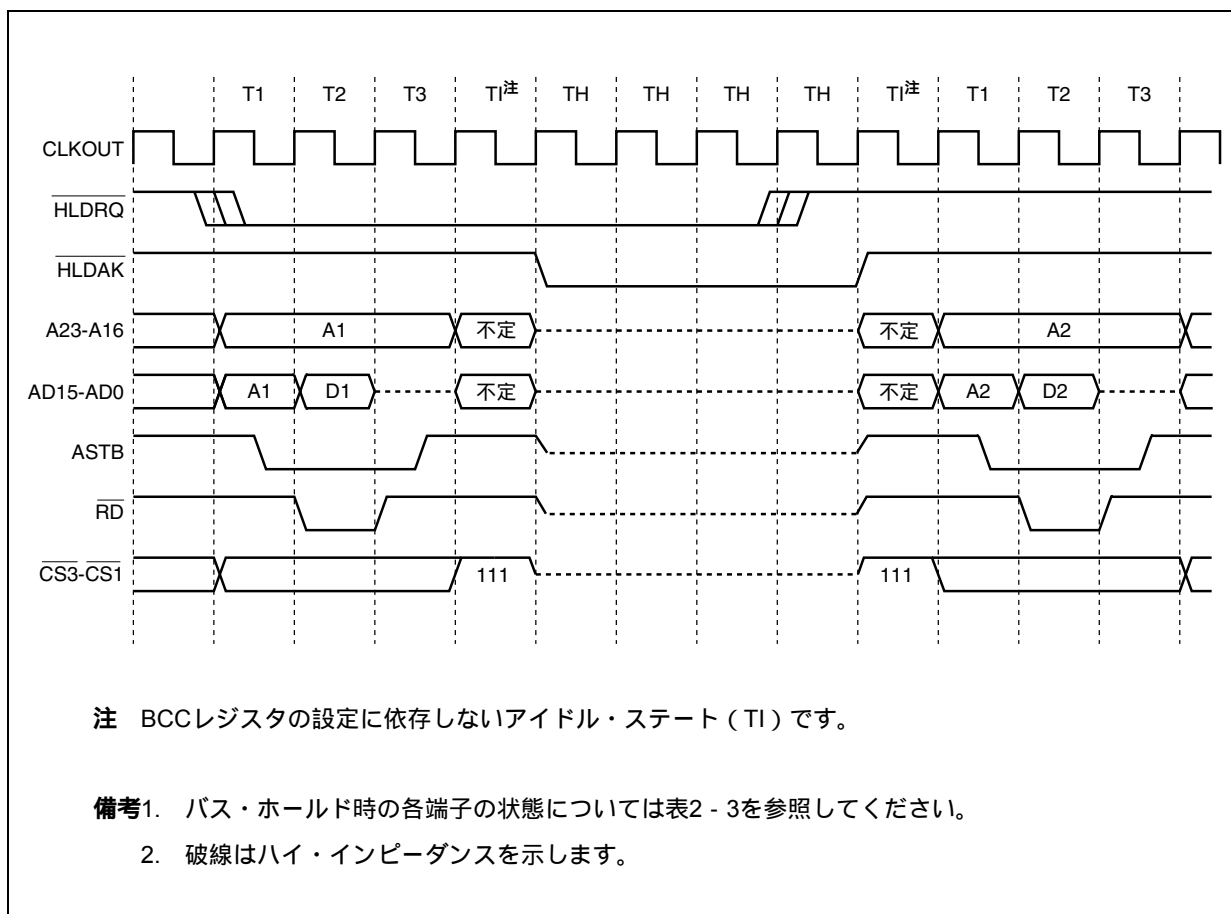 T1 T2 T3 TI注 TH TH TH TH TI注 T1 T2 T3
CLKOUT
HLDRQ
HLDAK
A23-A16 A1 不定 不定 A2
AD15-AD0 A1 D1 不定 不定 A2 D2
ASTB
RD
CS3-CS1 111 111
注 BCCレジスタの設定に依存しないアイドル・ステート（TI）です。
備考1. バス・ホールド時の各端子の状態については表2‐3を参照してください。
2. 破線はハイ・インピーダンスを示します。